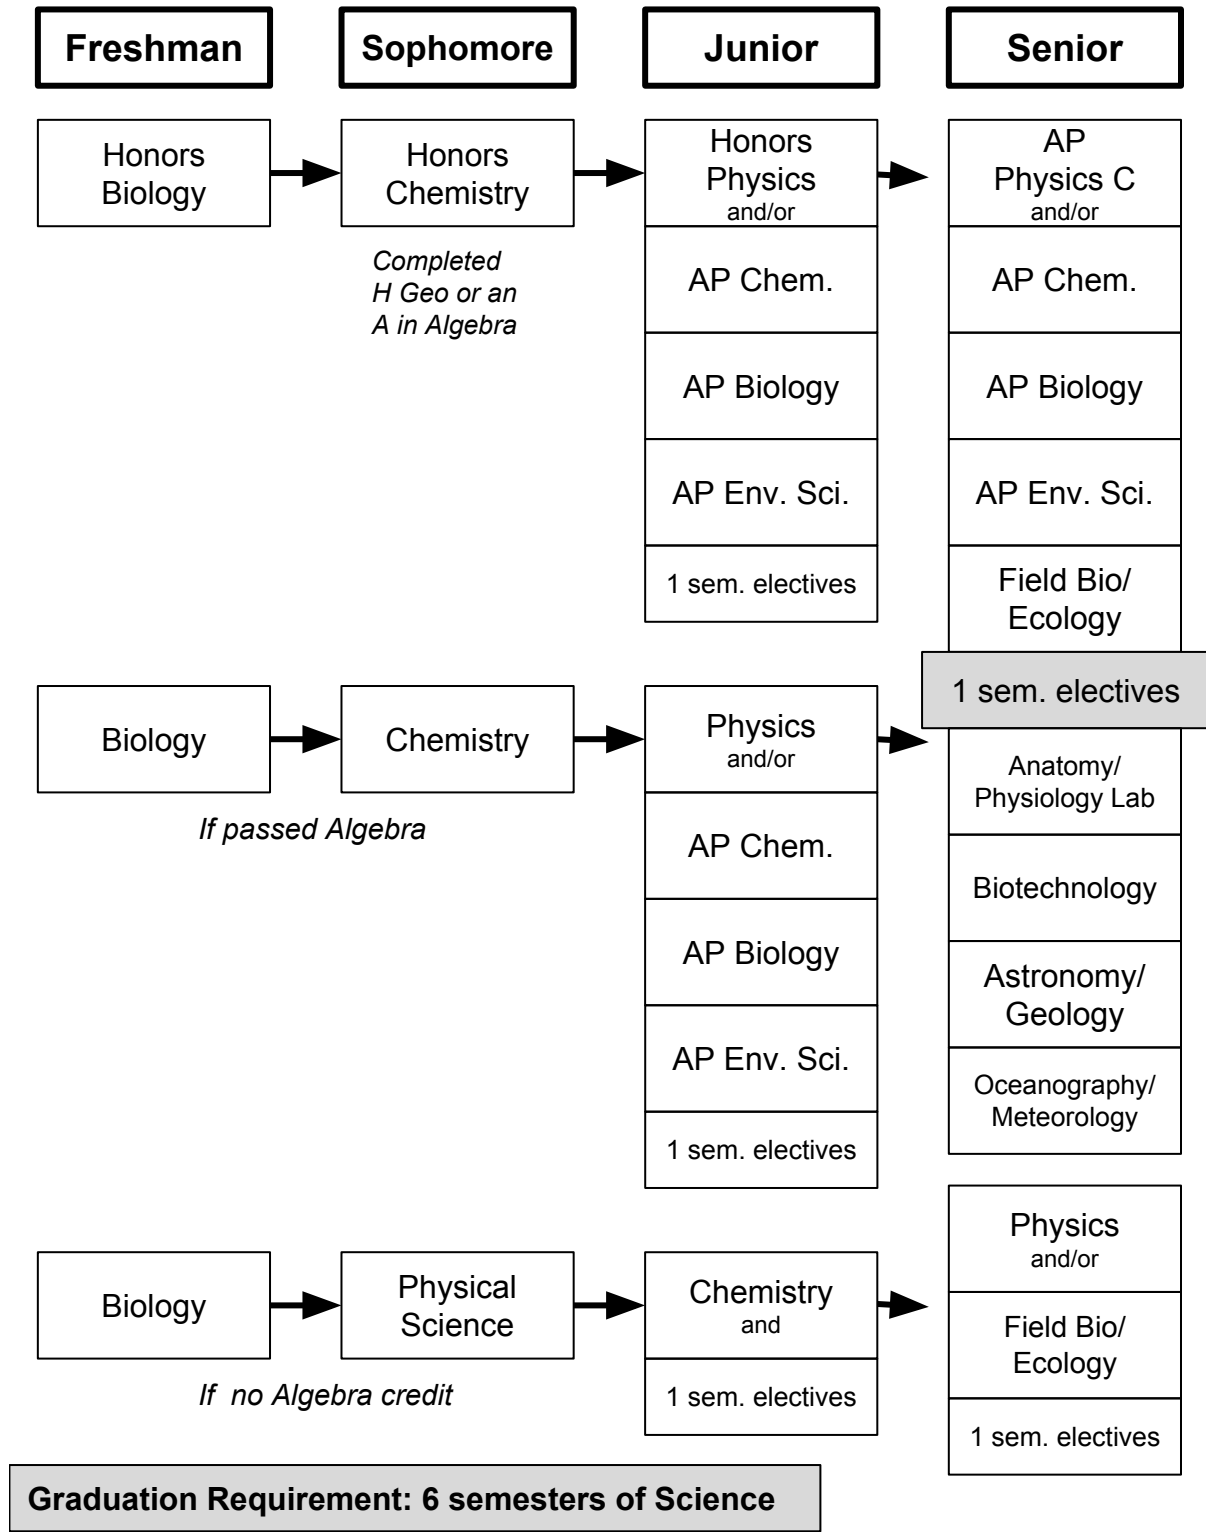 Freshman
Sophomore
Junior
Senior
Honors
Biology
Honors
Chemistry
Completed
H Geo or an
A in Algebra
Honors
Physics
and/or
AP Chem.
AP Biology
AP Env. Sci.
1 sem. electives
AP
Physics C
and/or
AP Chem.
AP Biology
AP Env. Sci.
Field Bio/
Ecology
1 sem. electives
Anatomy/
Physiology Lab
Biotechnology
Astronomy/
Geology
Oceanography/
Meteorology
Biology
Chemistry
If passed Algebra
Physics
and/or
AP Chem.
AP Biology
AP Env. Sci.
1 sem. electives
Biology
Physical
Science
If  no Algebra credit
Chemistry
and
1 sem. electives
Physics
and/or
Field Bio/
Ecology
1 sem. electives
Graduation Requirement: 6 semesters of Science